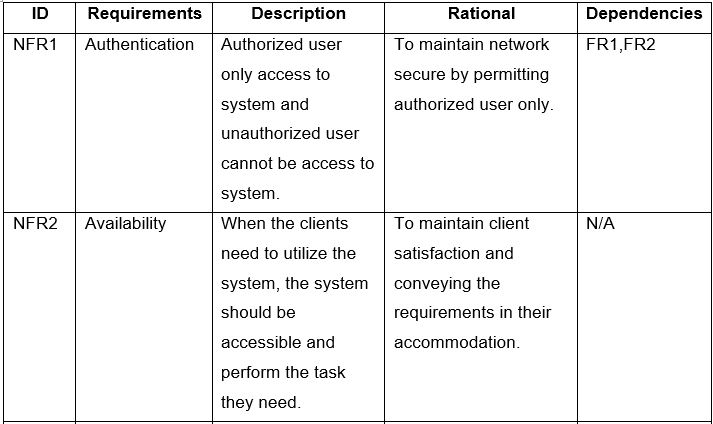 ID Requirements Description Rational Dependencies
NFR1 Authentication Authorized user To maintain network FR1,FR2
only access to secure by permitting
system and authorized user only.
unauthorized user
cannot be access to
system.
NFR2 Availability When the clients To maintain client N/A
need to utilize the satisfaction and
system, the system conveying the
should be requirements in their
accessible and accommodation.
perform the task
they need.